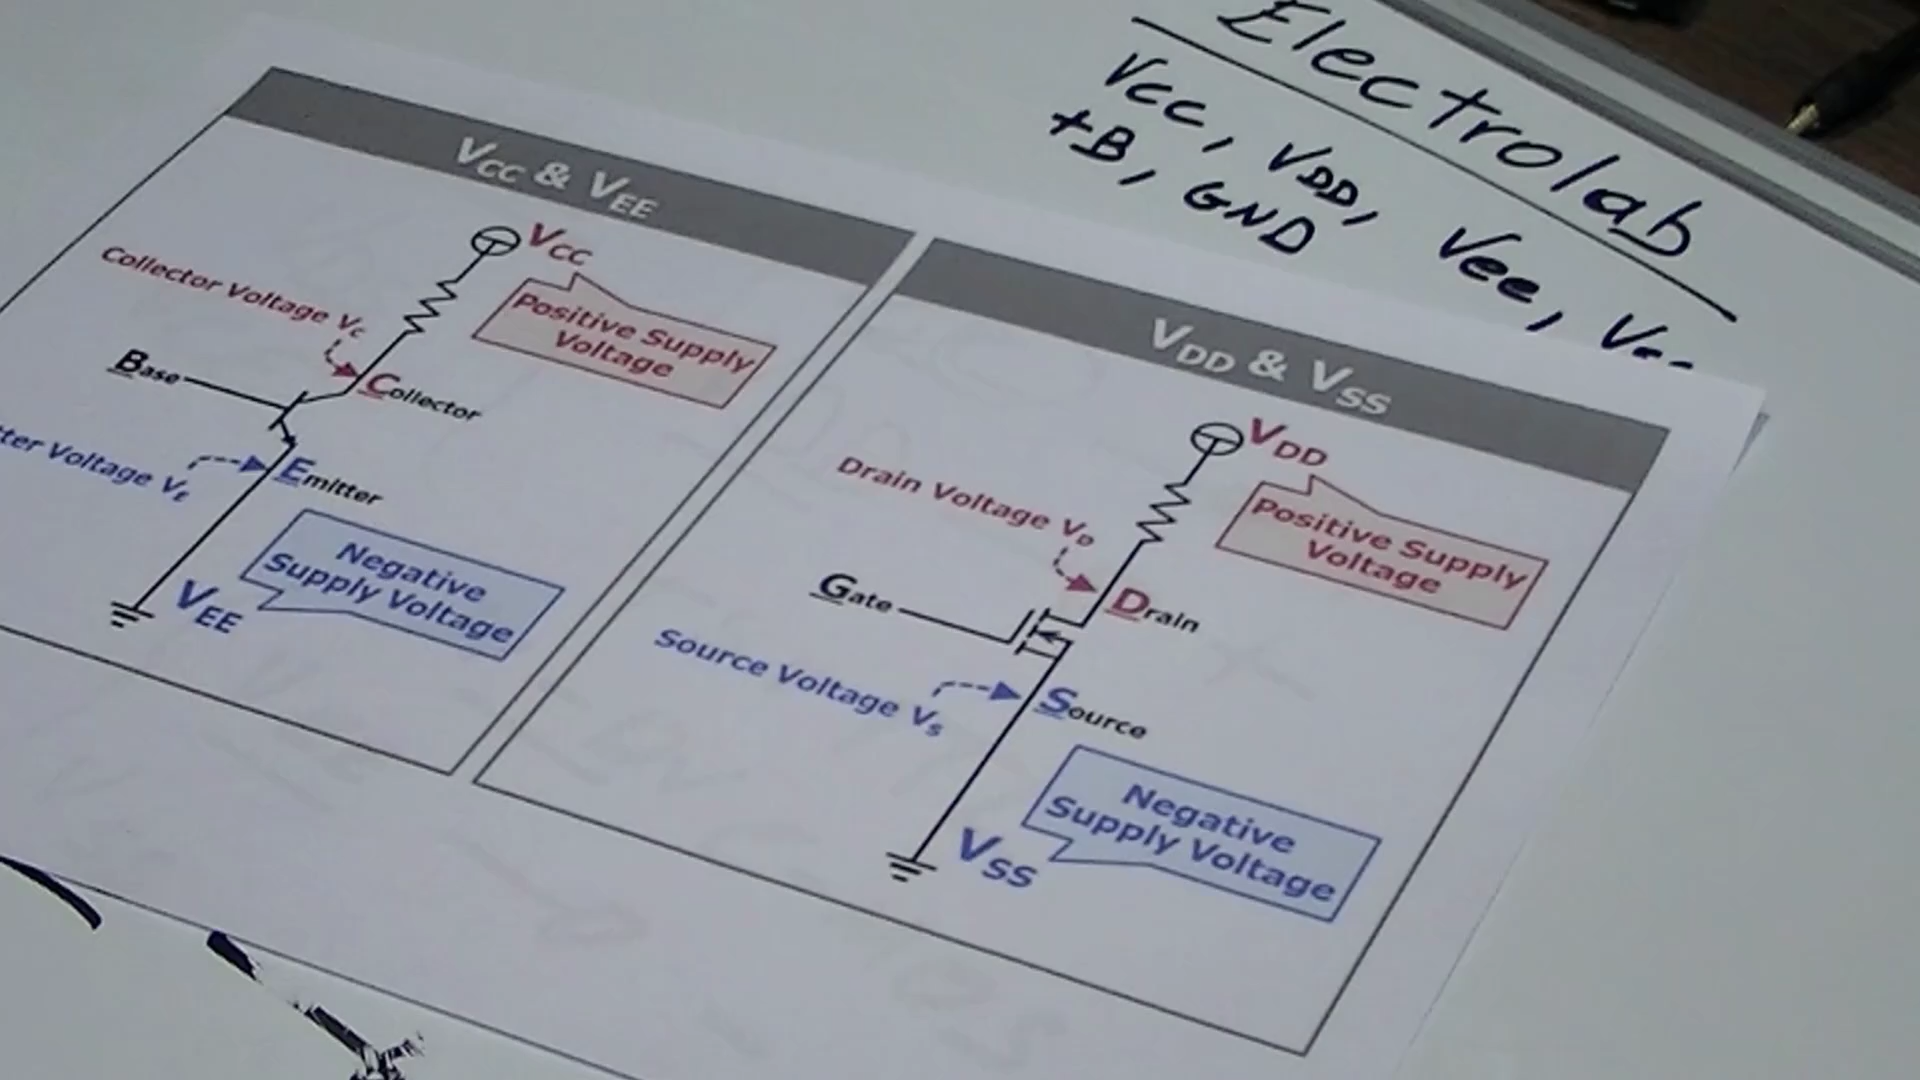 Electrolab
Vcc, VDD, Vee,
+B, GND
VCC & VEE
VCC
Positive Supply
Voltage
Collector Voltage VC
Base
Collector
Voltage VE
Emitter
Negative
Supply Voltage
VEE
VDD & VSS
VDD
Positive Supply
Voltage
Drain Voltage VD
Gate
Drain
Source Voltage VS
Source
Negative
Supply Voltage
VSS